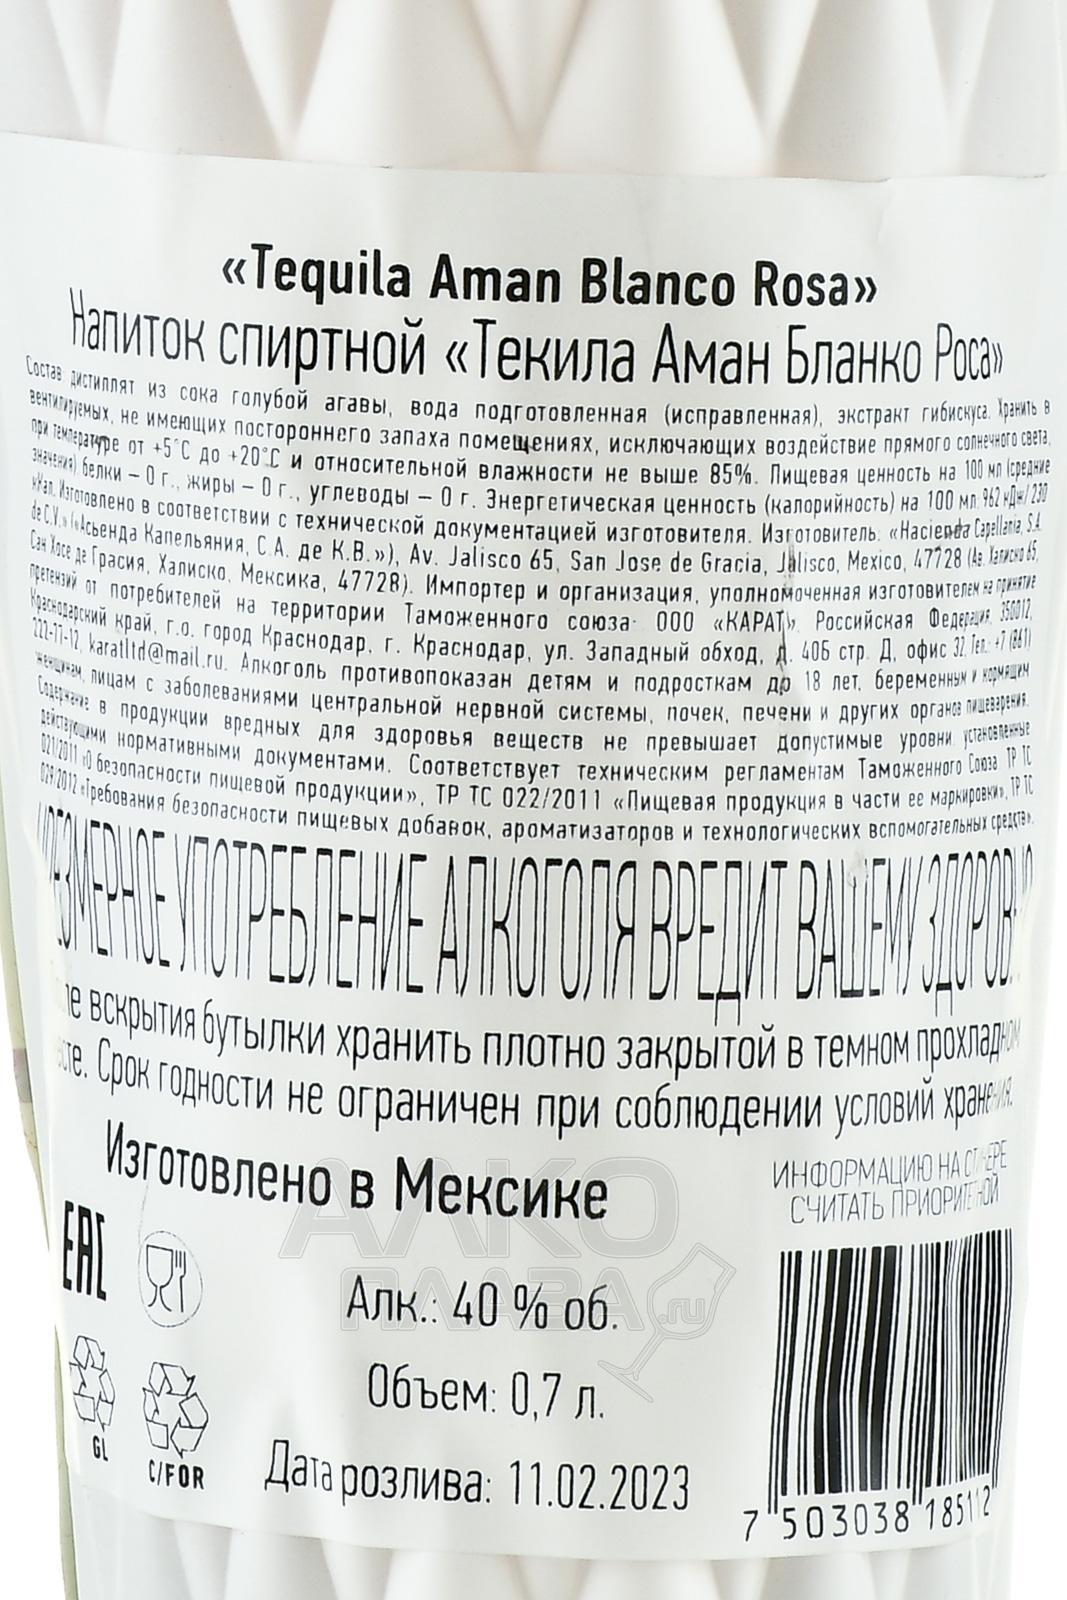 «Tequila Aman Blanco Rosa»
Напиток спиртной «Текила Аман Бланко Роса»
Состав дистиллят из сока голубой агавы, вода подготовленная (исправленная), экстракт гибискуса. Хранить в
вентилируемых, не имеющих постороннего запаха помещениях, исключающих воздействие прямого солнечного света,
при температуре от +5°С до +20°С и относительной влажности не выше 85%. Пищевая ценность на 100 мл (средние
значения) белки – 0 г., жиры – 0 г., углеводы – 0 г. Энергетическая ценность (калорийность) на 100 мл: 962 кДж/230
кКал. Изготовлено в соответствии с технической документацией изготовителя. Изготовитель: «Hacienda Capellania, S.A.
de C.V.» («Асьенда Капельяния, С.А. де К.В.»), Av. Jalisco 65, San Jose de Gracia, Jalisco, Mexico, 47728 (Ав. Халиско 65,
Сан Хосе де Грасия, Халиско, Мексика, 47728). Импортер и организация, уполномоченная изготовителем на принятие
претензий от потребителей на территории Таможенного союза: ООО «КАРАТ», Российская Федерация, 350012,
Краснодарский край, г.о. город Краснодар, г. Краснодар, ул. Западный обход, д. 40Б стр. Д, офис 32 Тел.: +7 (861)
222-77-12, karatltd@mail.ru. Алкоголь противопоказан детям и подросткам до 18 лет, беременным и кормящим
женщинам, лицам с заболеваниями центральной нервной системы, почек, печени и других органов пищеварения.
Содержание в продукции вредных для здоровья веществ не превышает допустимые уровни, установленные
действующими нормативными документами. Соответствует техническим регламентам Таможенного Союза ТР ТС
021/2011 «О безопасности пищевой продукции», ТР ТС 022/2011 «Пищевая продукция в части ее маркировки», ТР ТС
029/2012 «Требования безопасности пищевых добавок, ароматизаторов и технологических вспомогательных средств».
УПОТРЕБЛЕНИЕ АЛКОГОЛЯ ВРЕДИТ ВАШЕМУ
вскрытия бутылки хранить плотно закрытой в темном прохладном
Срок годности не ограничен при соблюдении условий хранения.
Изготовлено в Мексике
ИНФОРМАЦИЮ НА СТИКЕРЕ
СЧИТАТЬ ПРИОРИТЕТНОЙ
ЕАС
Алк.: 40 % об.
Объем: 0,7 л.
GL
C/FOR
Дата розлива: 11.02.2023
7 503038 185112
АЛКО
ПЛАЗА.ru